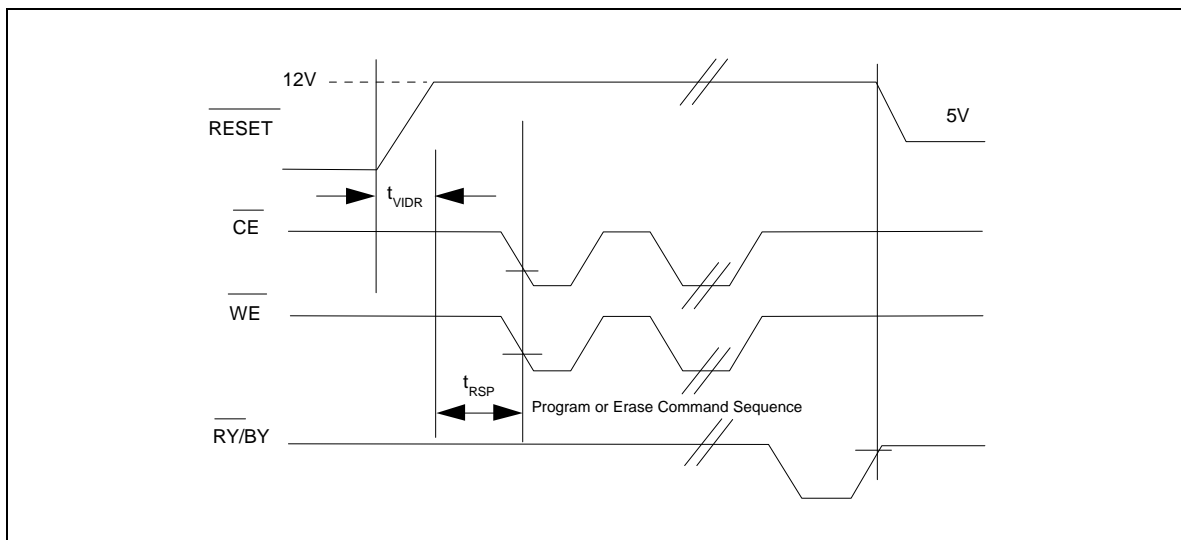 12V
RESET
5V
tVIDR
CE
WE
tRSP
Program or Erase Command Sequence
RY/BY